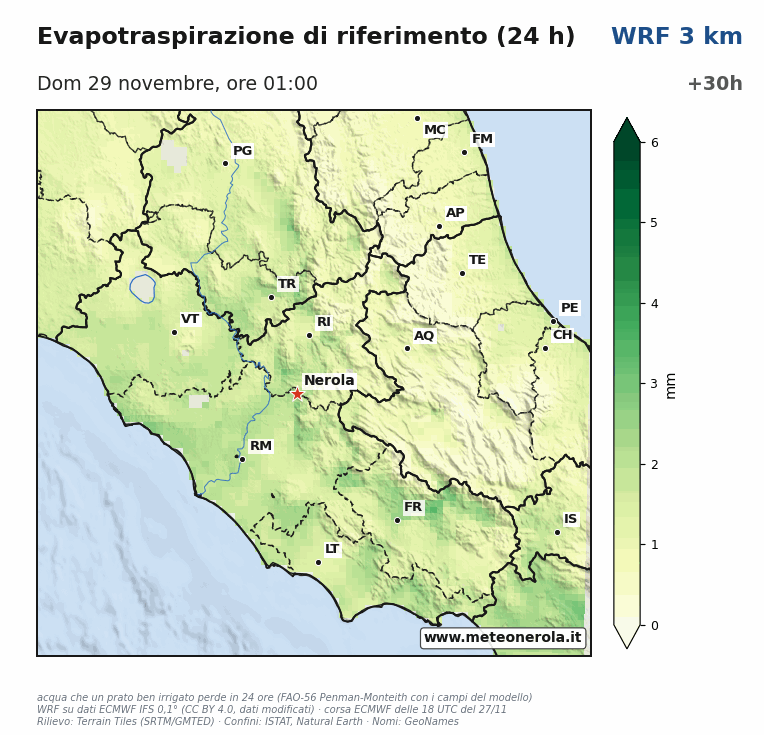 Evapotraspirazione di riferimento (24 h)
WRF 3 km
Dom 29 novembre, ore 01:00
+30h
MC
FM
PG
AP
TE
TR
PE
VT
RI
AQ
CH
Nerola
RM
FR
IS
LT
6
5
4
3
2
1
0
mm
www.meteonerola.it
acqua che un prato ben irrigato perde in 24 ore (FAO-56 Penman-Monteith con i campi del modello)
WRF su dati ECMWF IFS 0,1° (CC BY 4.0, dati modificati) · corsa ECMWF delle 18 UTC del 27/11
Rilievo: Terrain Tiles (SRTM/GMTED) · Confini: ISTAT, Natural Earth · Nomi: GeoNames